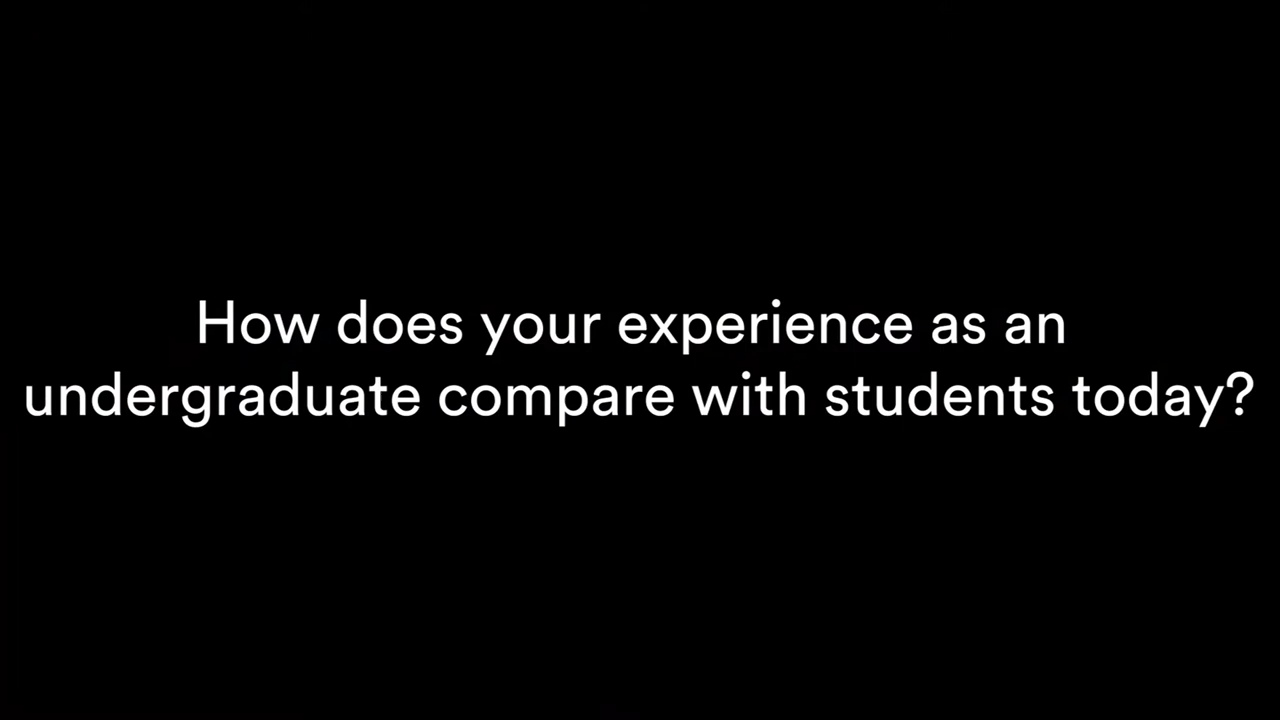 How does your experience as an
undergraduate compare with students today?